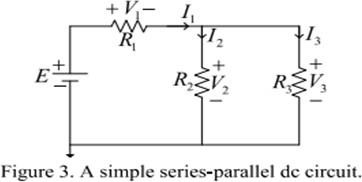 + V₁ −
I₁
R₁
I₂
I₃
E
+
−
R₂
+
V₂
−
R₃
+
V₃
−
Figure 3. A simple series-parallel dc circuit.